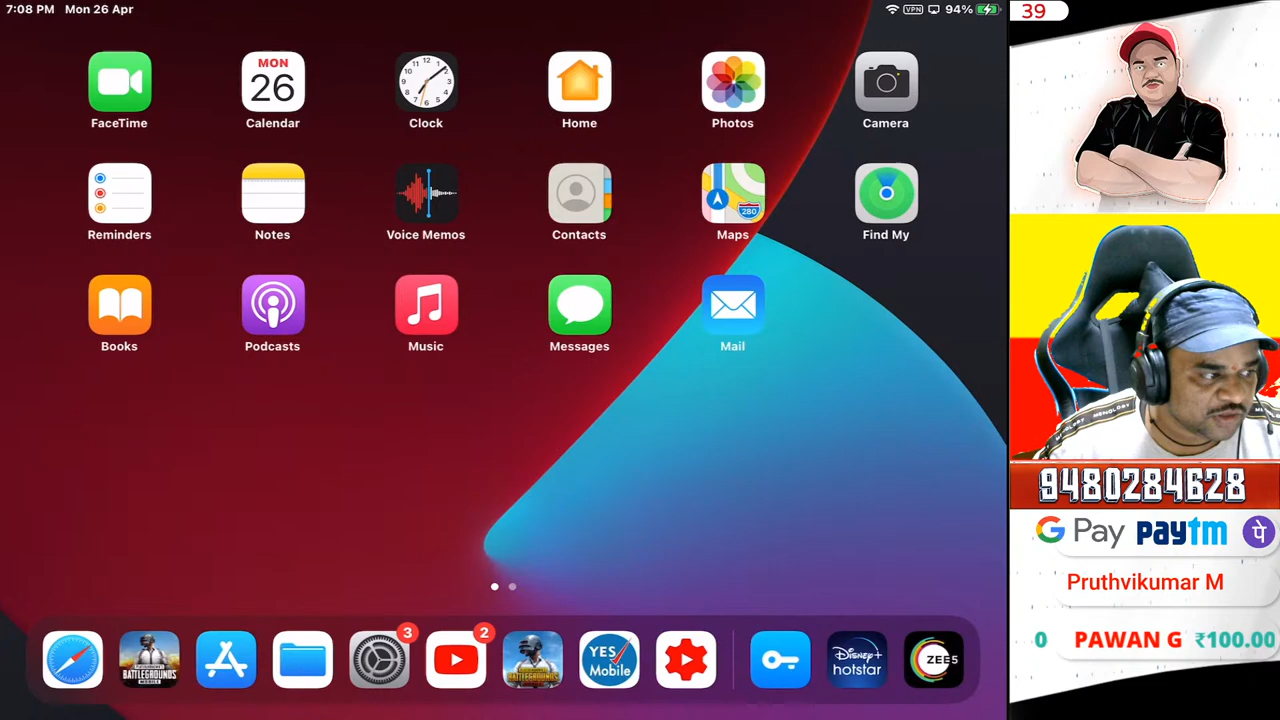 7:08 PM Mon 26 Apr
VPN 94%
39
MON
26
FaceTime Calendar Clock Home Photos Camera
280
Reminders Notes Voice Memos Contacts Maps Find My
Books Podcasts Music Messages Mail
3
2
BATTLEGROUNDS
YES
Mobile
Disney+
hotstar
ZEE5
9480284628
G Pay paytm पे
Pruthvikumar M
0 PAWAN G ₹100.00